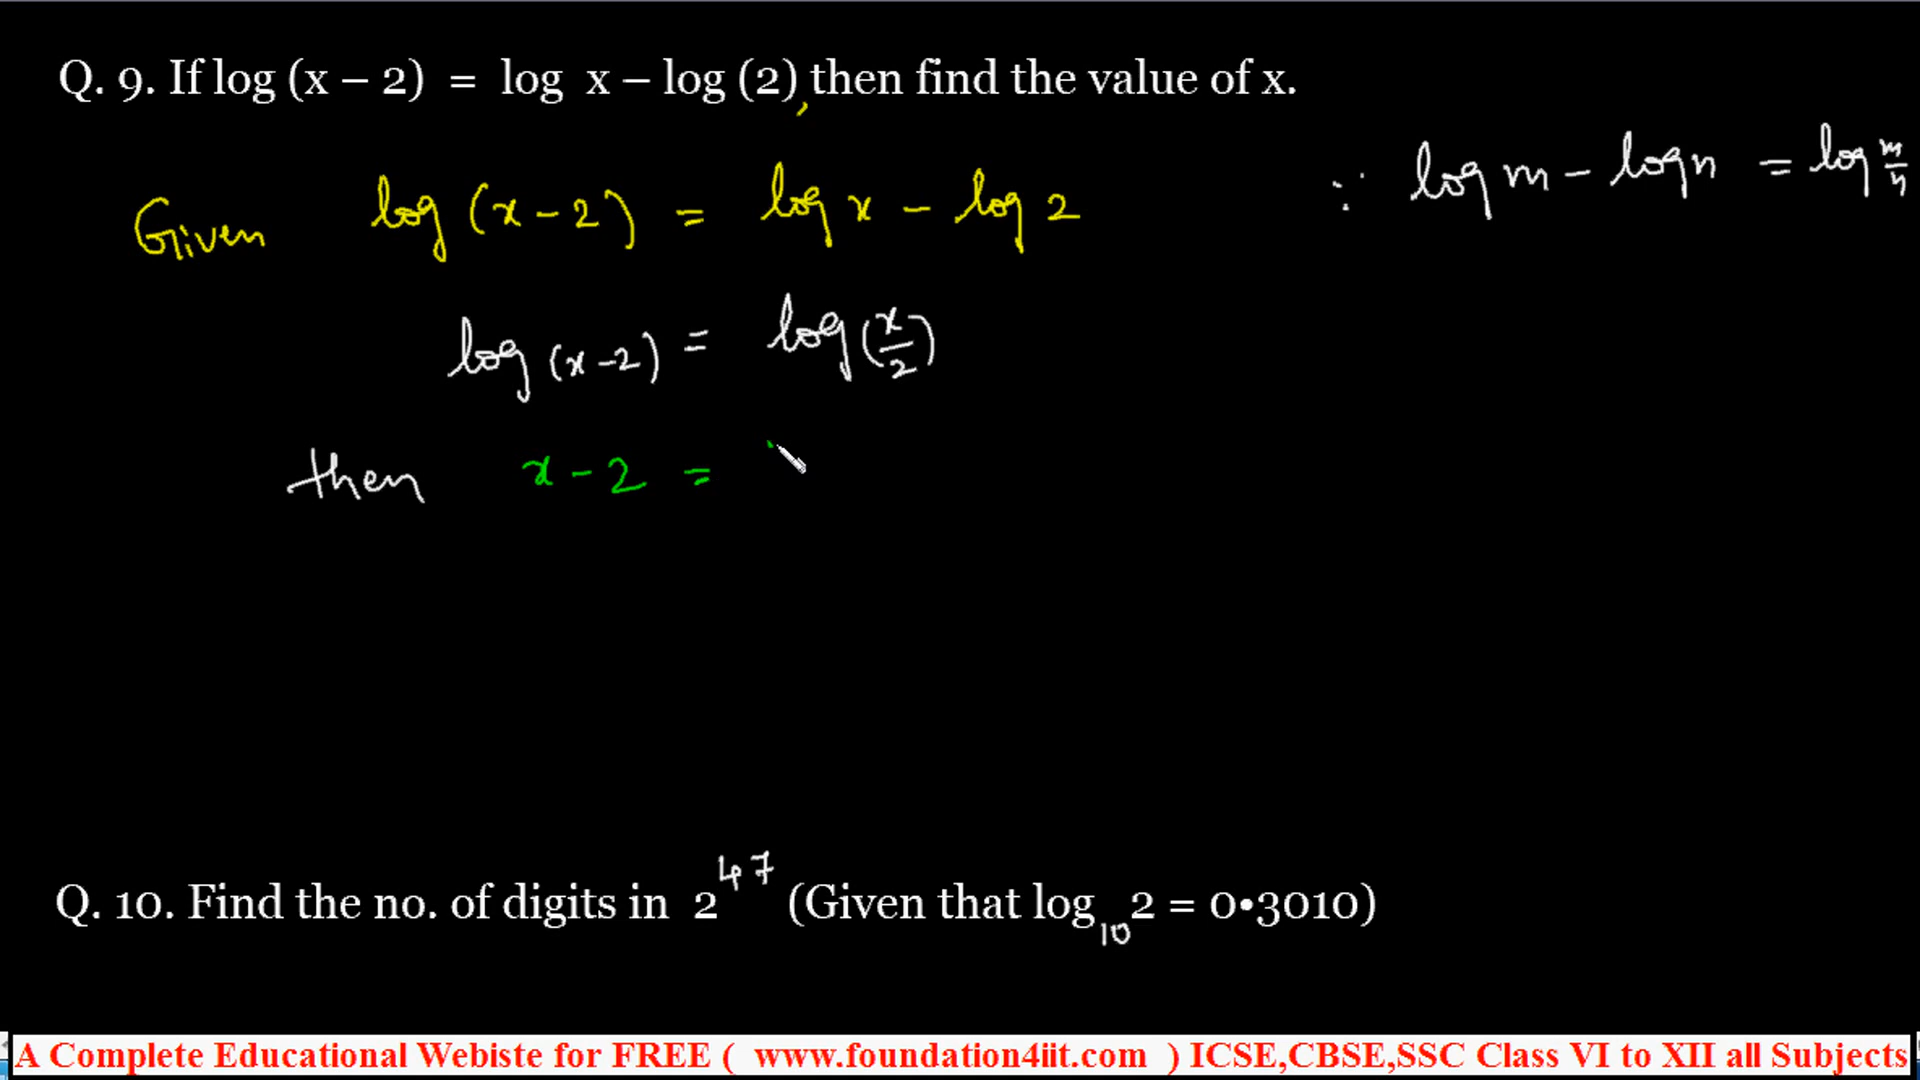 Q. 9. If log (x – 2) = log x – log (2), then find the value of x.
∵ log m – log n = log m/n
Given log (x – 2) = log x – log 2
log (x – 2) = log (x/2)
then x – 2 =
Q. 10. Find the no. of digits in 2^47 (Given that log₁₀2 = 0•3010)
A Complete Educational Webiste for FREE ( www.foundation4iit.com ) ICSE,CBSE,SSC Class VI to XII all Subjects